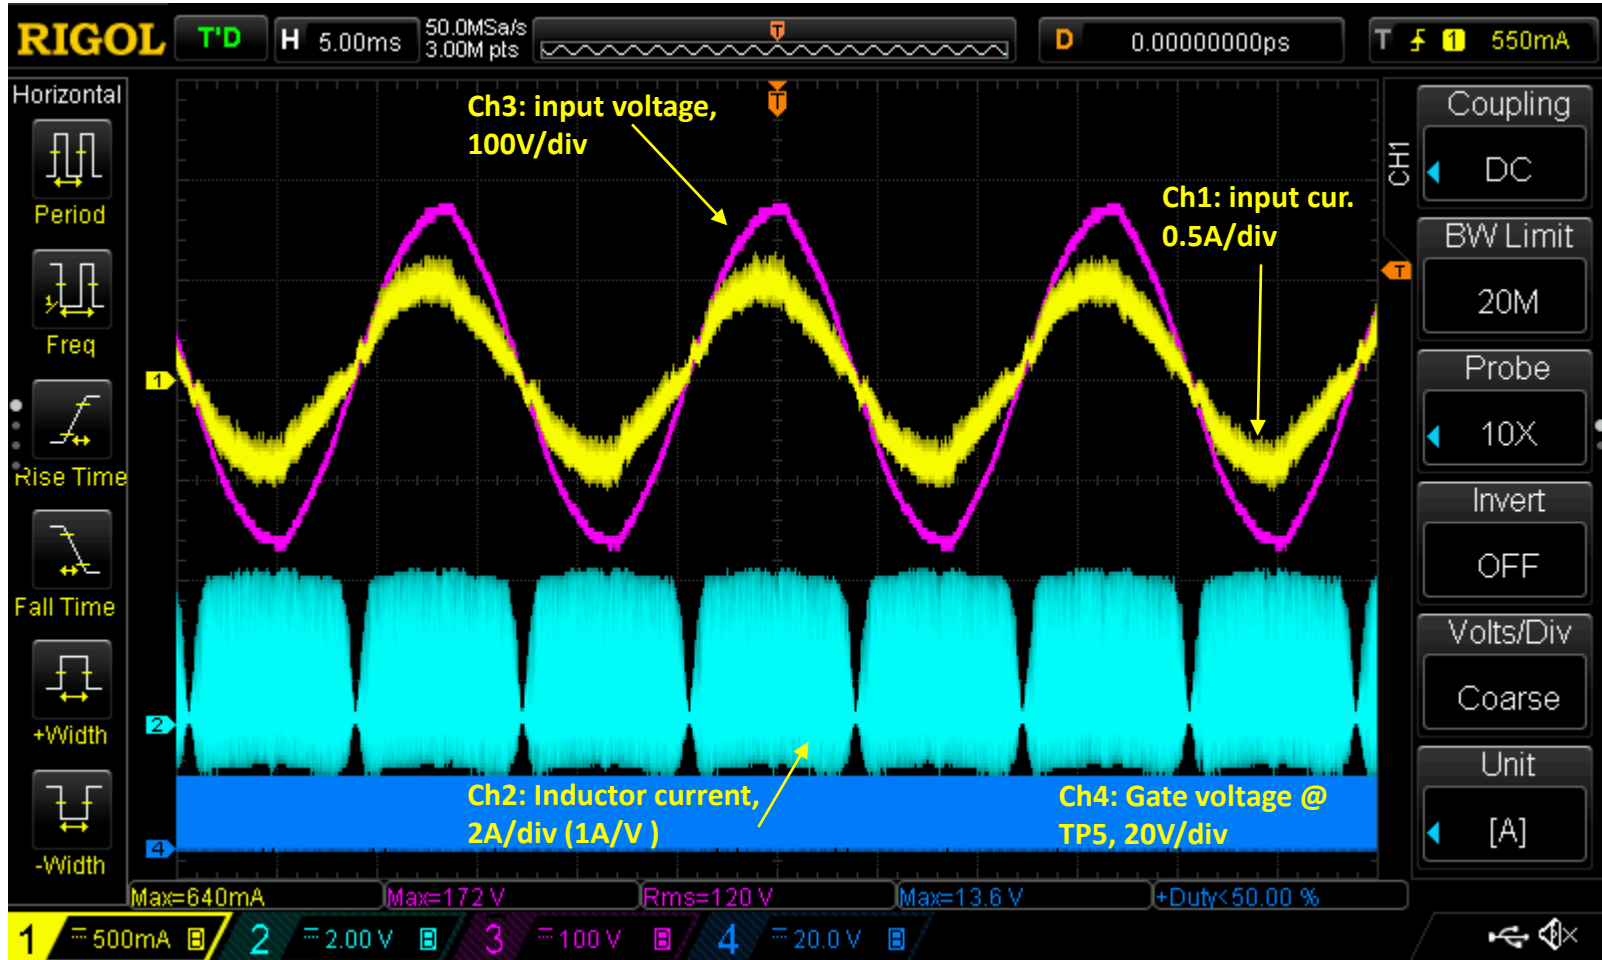 RIGOL T'D H 5.00ms 50.0MSa/s D 0.00000000ps T 1 550mA
3.00M pts
T
Horizontal
Period
Freq
Rise Time
Fall Time
+Width
-Width
T
Ch3: input voltage,
100V/div
Ch1: input cur.
0.5A/div
T
1
2
Ch2: Inductor current,
2A/div (1A/V )
Ch4: Gate voltage @
TP5, 20V/div
4
CH1
Coupling
DC
BW Limit
20M
Probe
10X
Invert
OFF
Volts/Div
Coarse
Unit
[A]
Max=640mA Max=172 V Rms=120 V Max=13.6 V +Duty<50.00 %
1 500mA B 2 2.00 V B 3 100 V B 4 20.0 V B